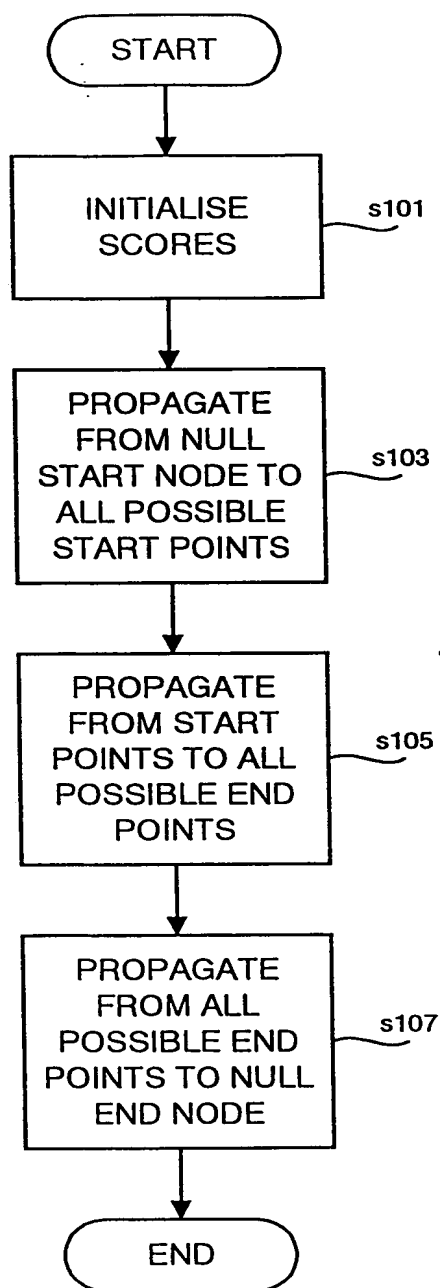 START
INITIALISE
SCORES
s101
PROPAGATE
FROM NULL
START NODE TO
ALL POSSIBLE
START POINTS
s103
PROPAGATE
FROM START
POINTS TO ALL
POSSIBLE END
POINTS
s105
PROPAGATE
FROM ALL
POSSIBLE END
POINTS TO NULL
END NODE
s107
END